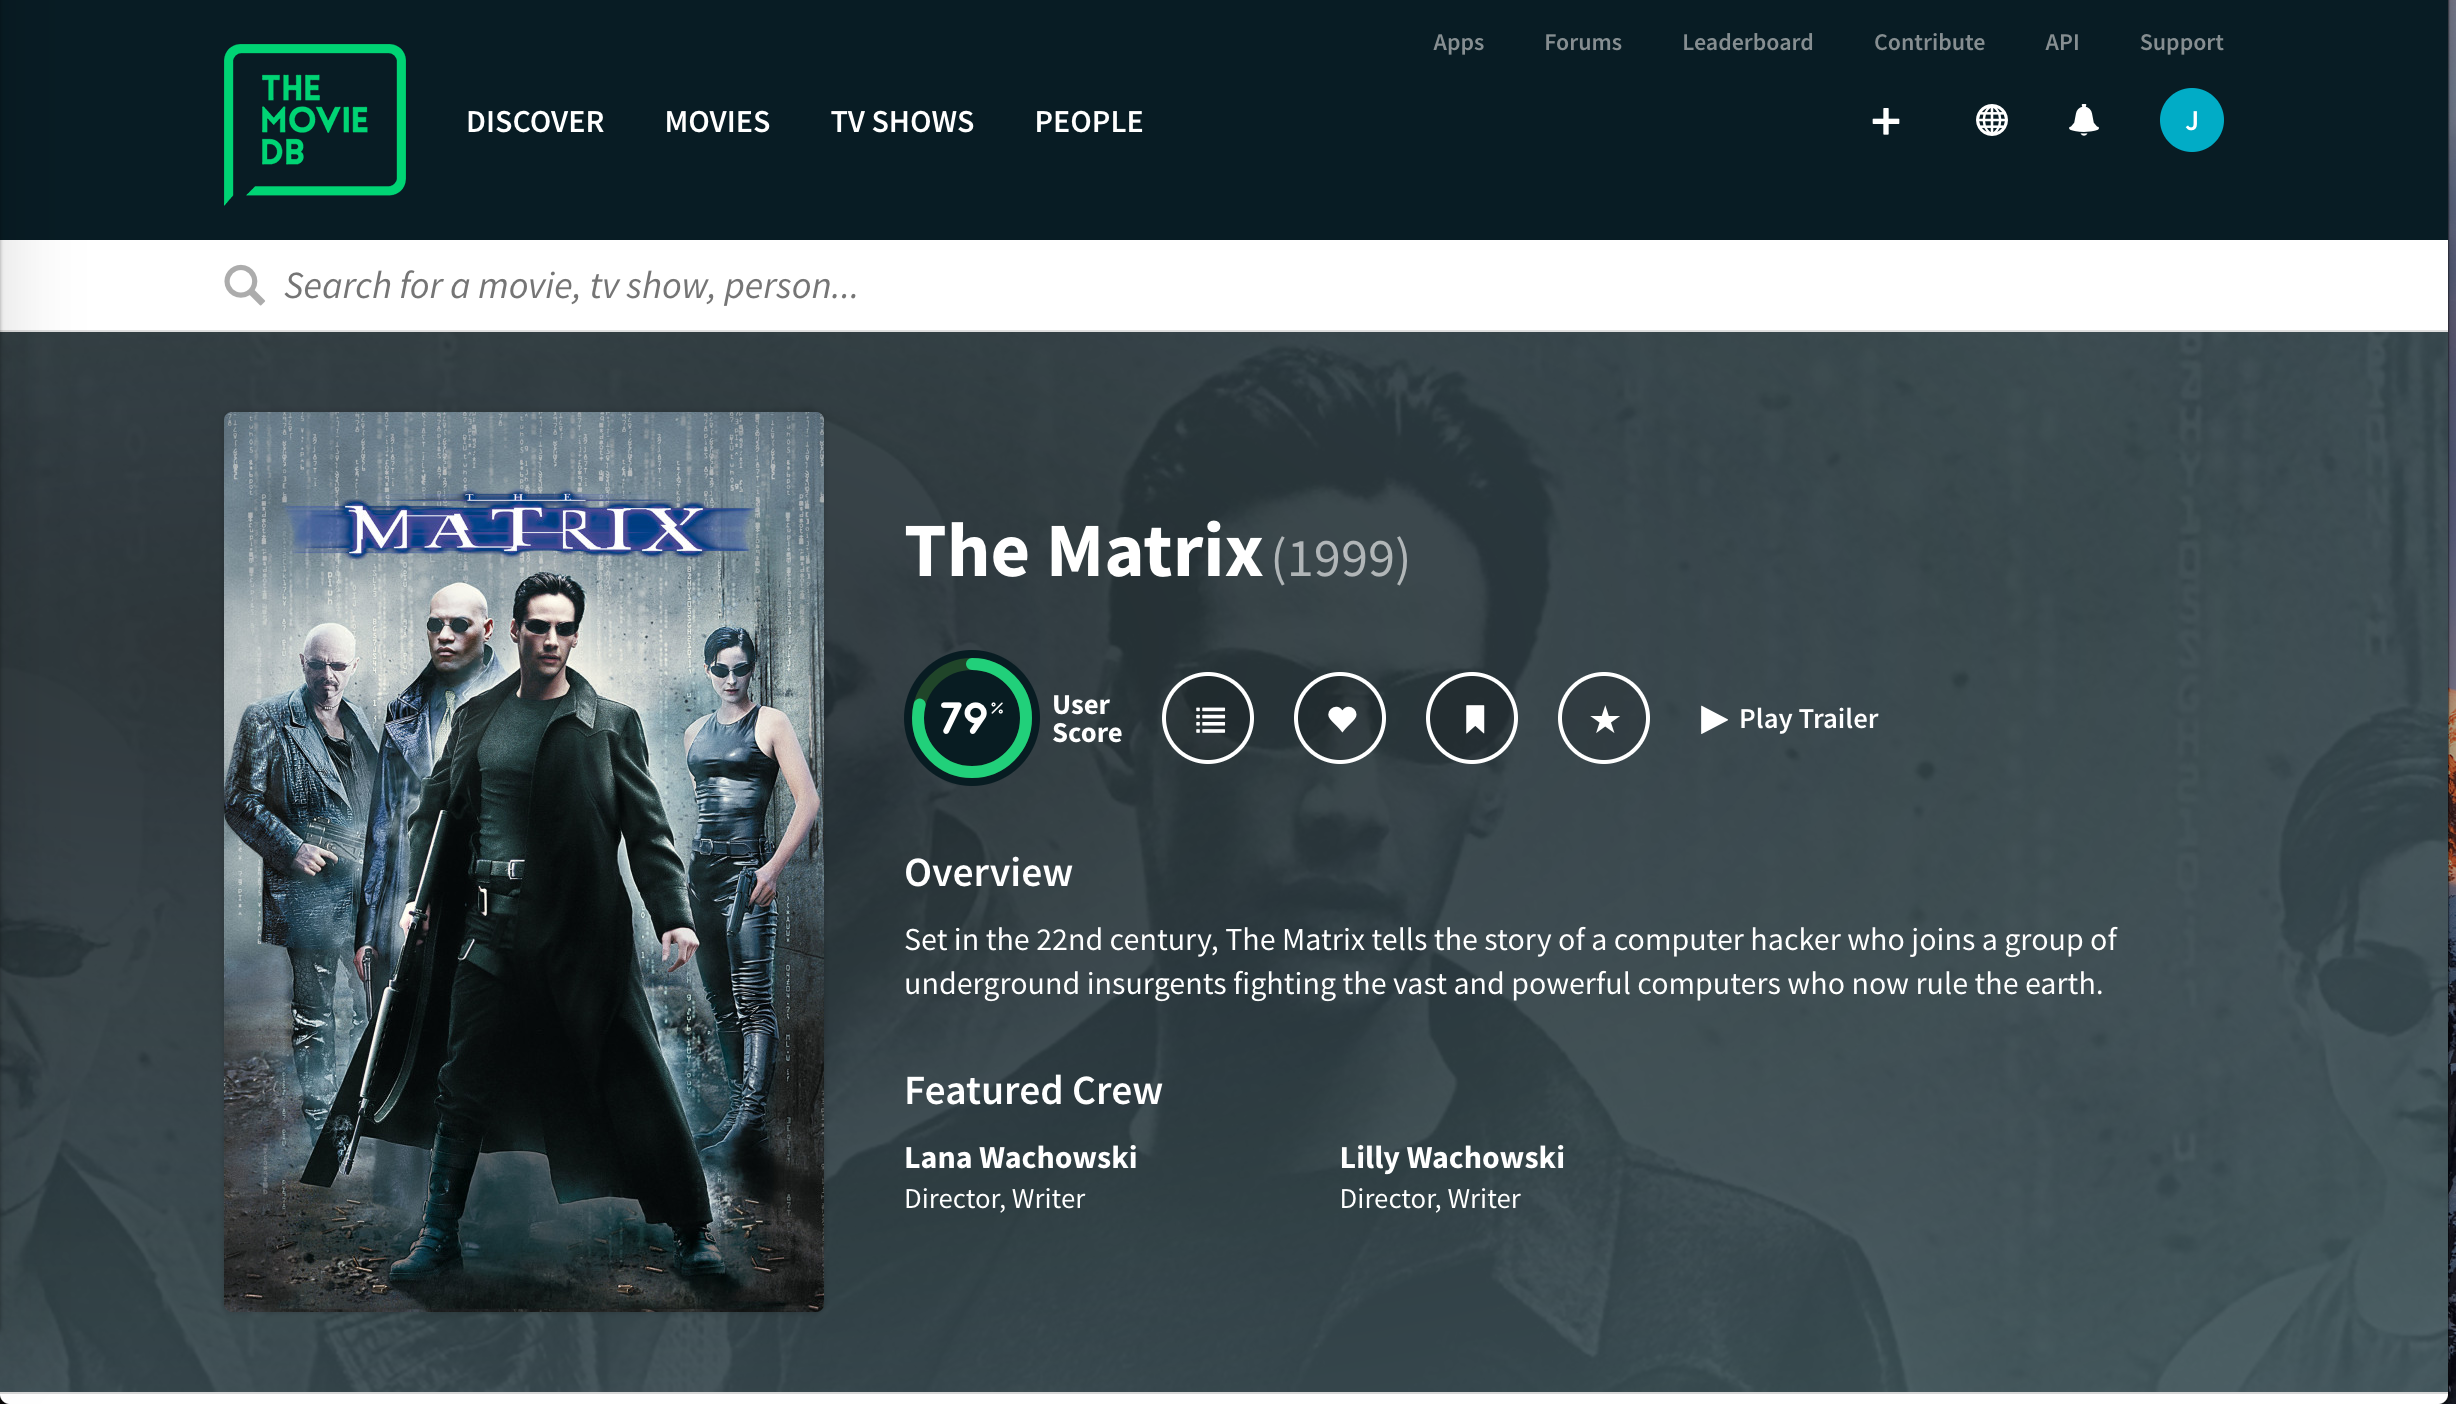 Apps Forums Leaderboard Contribute API Support
THE
MOVIE
DB
DISCOVER MOVIES TV SHOWS PEOPLE
J
Search for a movie, tv show, person...
THE
MATRIX
The Matrix (1999)
79%
User
Score
Play Trailer
Overview
Set in the 22nd century, The Matrix tells the story of a computer hacker who joins a group of
underground insurgents fighting the vast and powerful computers who now rule the earth.
Featured Crew
Lana Wachowski Lilly Wachowski
Director, Writer Director, Writer